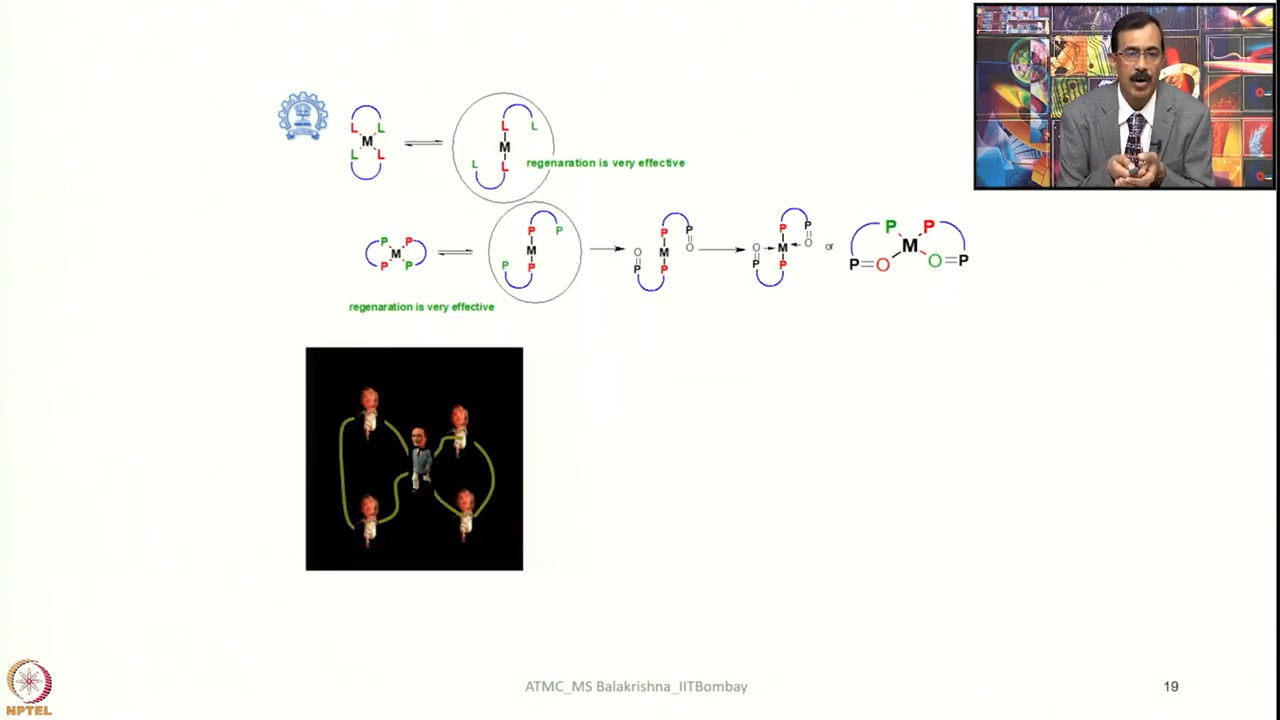 L L
M
L L
L L
M
L L
regenaration is very effective
P P
M
P P
P P
M
P P
P P
O O
M
P P
P P
O M O
P P
or
P P
M
P=O O=P
regenaration is very effective
NPTEL
ATMC_MS Balakrishna_IITBombay
19